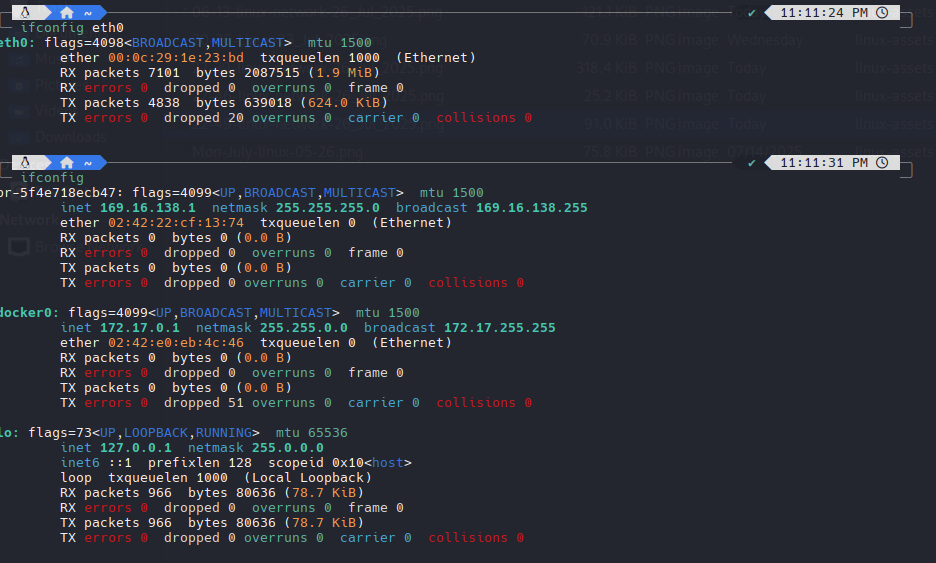 ~ ✔ 11:11:24 PM
ifconfig eth0
eth0: flags=4098<BROADCAST,MULTICAST> mtu 1500
ether 00:0c:29:1e:23:bd txqueuelen 1000 (Ethernet)
RX packets 7101 bytes 2087515 (1.9 MiB)
RX errors 0 dropped 0 overruns 0 frame 0
TX packets 4838 bytes 639018 (624.0 KiB)
TX errors 0 dropped 20 overruns 0 carrier 0 collisions 0
Downloads
Mon-July-linux-05-26.png 75.8 KiB PNG image
~ ✔ 11:11:31 PM
ifconfig
br-5f4e718ecb47: flags=4099<UP,BROADCAST,MULTICAST> mtu 1500
inet 169.16.138.1 netmask 255.255.255.0 broadcast 169.16.138.255
ether 02:42:22:cf:13:74 txqueuelen 0 (Ethernet)
RX packets 0 bytes 0 (0.0 B)
RX errors 0 dropped 0 overruns 0 frame 0
TX packets 0 bytes 0 (0.0 B)
TX errors 0 dropped 0 overruns 0 carrier 0 collisions 0
docker0: flags=4099<UP,BROADCAST,MULTICAST> mtu 1500
inet 172.17.0.1 netmask 255.255.0.0 broadcast 172.17.255.255
ether 02:42:e0:eb:4c:46 txqueuelen 0 (Ethernet)
RX packets 0 bytes 0 (0.0 B)
RX errors 0 dropped 0 overruns 0 frame 0
TX packets 0 bytes 0 (0.0 B)
TX errors 0 dropped 51 overruns 0 carrier 0 collisions 0
lo: flags=73<UP,LOOPBACK,RUNNING> mtu 65536
inet 127.0.0.1 netmask 255.0.0.0
inet6 ::1 prefixlen 128 scopeid 0x10<host>
loop txqueuelen 1000 (Local Loopback)
RX packets 966 bytes 80636 (78.7 KiB)
RX errors 0 dropped 0 overruns 0 frame 0
TX packets 966 bytes 80636 (78.7 KiB)
TX errors 0 dropped 0 overruns 0 carrier 0 collisions 0